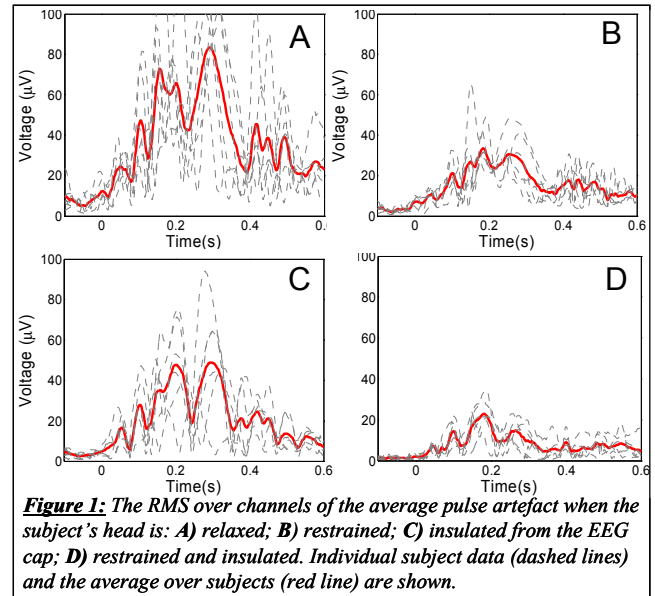 100
80
60
40
20
0
Voltage (µV)
A
0 0.2 0.4 0.6
Time(s)
100
80
60
40
20
0
Voltage (µV)
B
0 0.2 0.4 0.6
Time(s)
100
80
60
40
20
0
Voltage (µV)
C
0 0.2 0.4 0.6
Time(s)
100
80
60
40
20
0
D
0 0.2 0.4 0.6
Time(s)
Figure 1: The RMS over channels of the average pulse artefact when the
subject's head is: A) relaxed; B) restrained; C) insulated from the EEG
cap; D) restrained and insulated. Individual subject data (dashed lines)
and the average over subjects (red line) are shown.